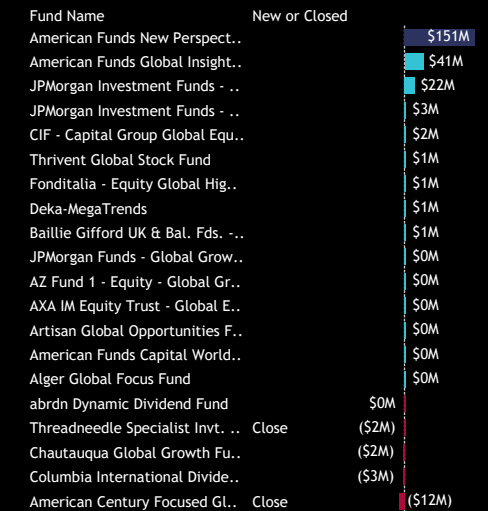 Fund Name New or Closed
American Funds New Perspect.. $151M
American Funds Global Insight.. $41M
JPMorgan Investment Funds - .. $22M
JPMorgan Investment Funds - .. $3M
CIF - Capital Group Global Equ.. $2M
Thrivent Global Stock Fund $1M
Fonditalia - Equity Global Hig.. $1M
Deka-MegaTrends $1M
Baillie Gifford UK & Bal. Fds. -.. $1M
JPMorgan Funds - Global Grow.. $0M
AZ Fund 1 - Equity - Global Gr.. $0M
AXA IM Equity Trust - Global E.. $0M
Artisan Global Opportunities F.. $0M
American Funds Capital World.. $0M
Alger Global Focus Fund $0M
abrdn Dynamic Dividend Fund $0M
Threadneedle Specialist Invt. .. Close ($2M)
Chautauqua Global Growth Fu.. ($2M)
Columbia International Divide.. ($3M)
American Century Focused Gl.. Close ($12M)